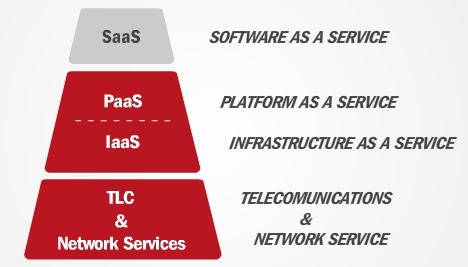 SaaS
SOFTWARE AS A SERVICE
PaaS
PLATFORM AS A SERVICE
IaaS
INFRASTRUCTURE AS A SERVICE
TLC
&
Network Services
TELECOMUNICATIONS
&
NETWORK SERVICE